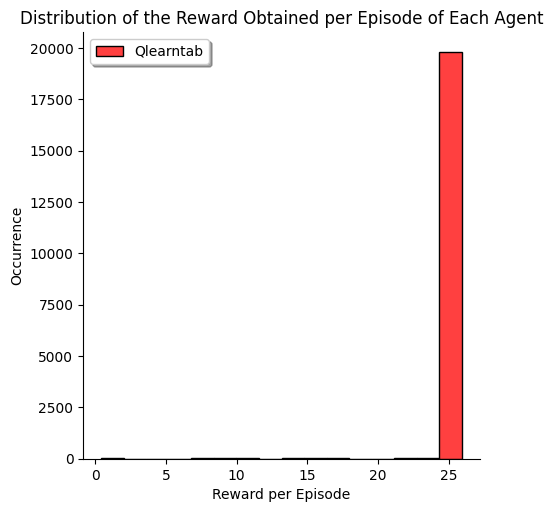 Distribution of the Reward Obtained per Episode of Each Agent
Qlearntab
20000
17500
15000
12500
10000
7500
5000
2500
0
Occurrence
0 5 10 15 20 25
Reward per Episode